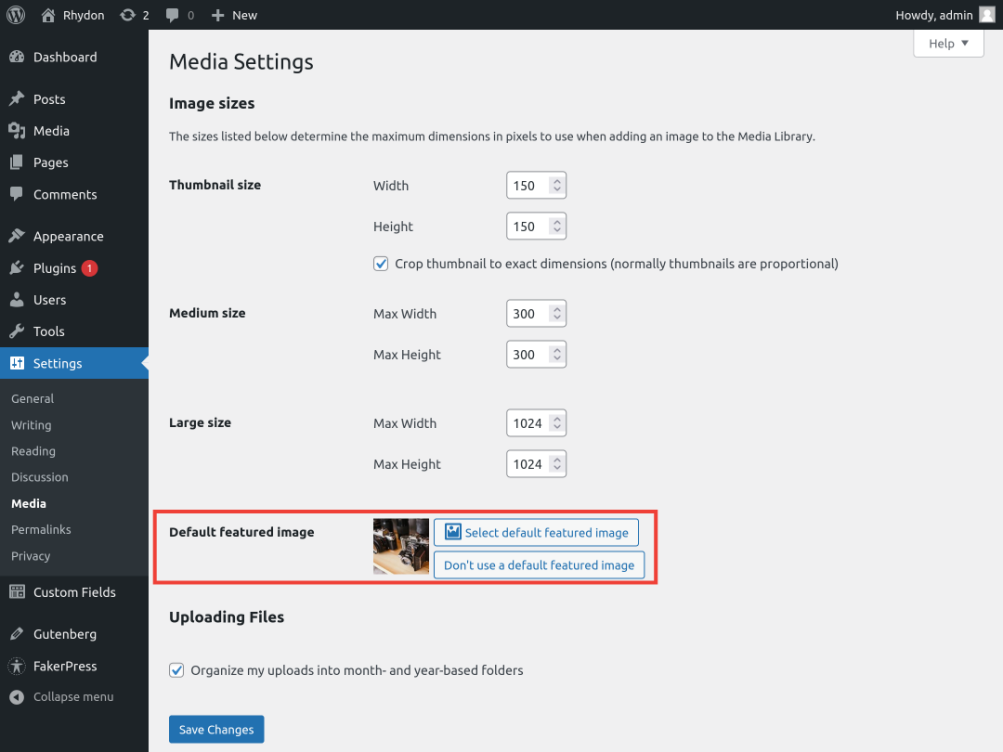 Rhydon 2 0 New Howdy, admin
Help ▼
Dashboard
Posts
Media
Pages
Comments
Appearance
Plugins 1
Users
Tools
Settings
General
Writing
Reading
Discussion
Media
Permalinks
Privacy
Custom Fields
Gutenberg
FakerPress
Collapse menu
Media Settings
Image sizes
The sizes listed below determine the maximum dimensions in pixels to use when adding an image to the Media Library.
Thumbnail size Width 150
Height 150
Crop thumbnail to exact dimensions (normally thumbnails are proportional)
Medium size Max Width 300
Max Height 300
Large size Max Width 1024
Max Height 1024
Default featured image Select default featured image
Don't use a default featured image
Uploading Files
Organize my uploads into month- and year-based folders
Save Changes